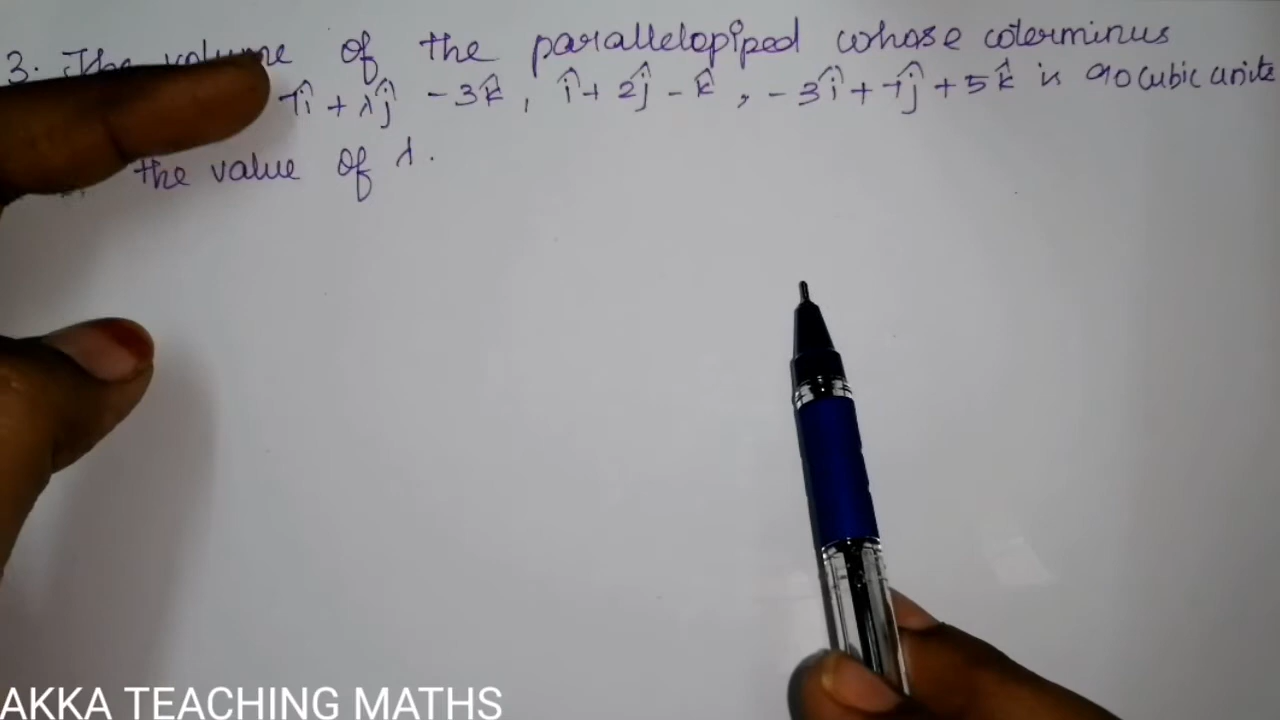 3. The volume of the parallelopiped whose coterminus
7î + λĵ - 3k̂, î + 2ĵ - k̂, -3î + 7ĵ + 5k̂ is 90 cubic units
the value of λ.
AKKA TEACHING MATHS